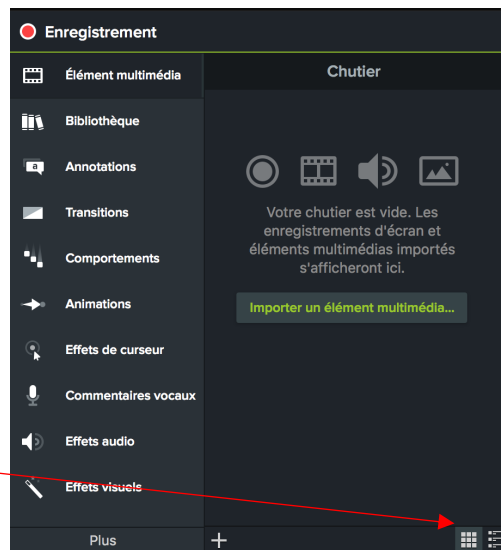 Enregistrement
Élément multimédia
Bibliothèque
a
Annotations
Transitions
Comportements
Animations
Effets de curseur
Commentaires vocaux
Effets audio
Effets visuels
Plus
Chutier
Votre chutier est vide. Les
enregistrements d'écran et
éléments multimédias importés
s'afficheront ici.
Importer un élément multimédia...